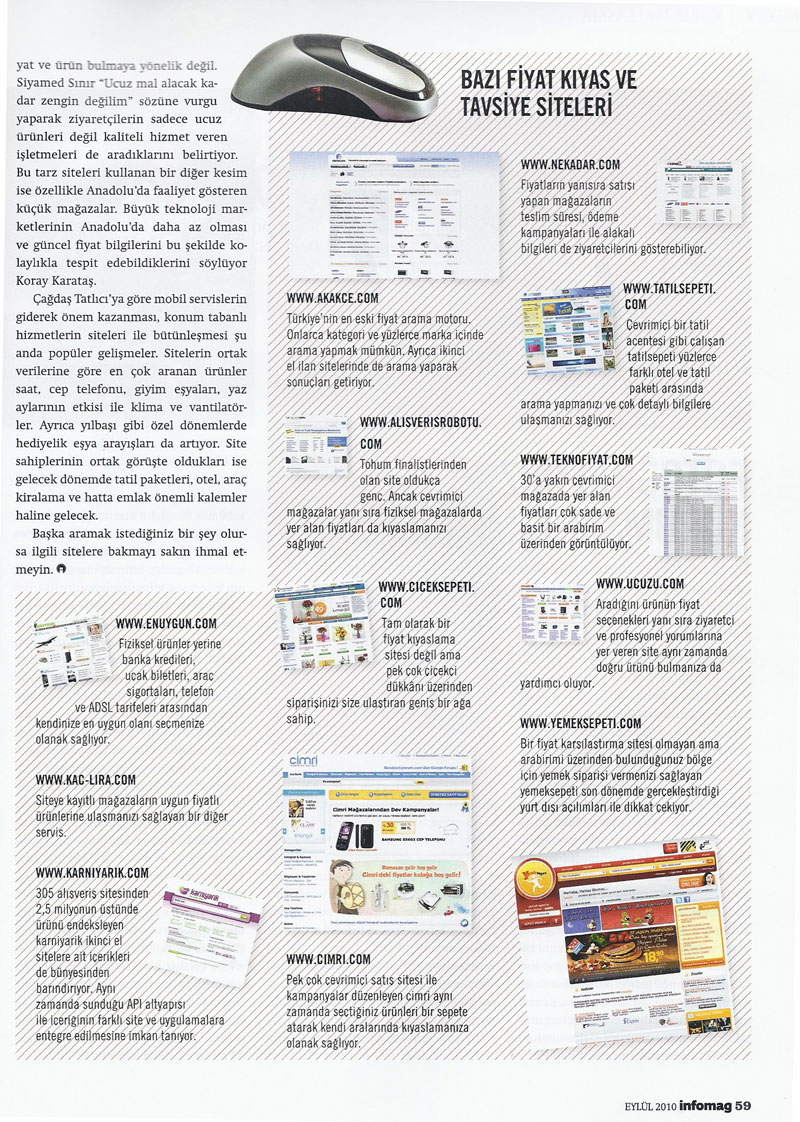 yat ve ürün bulmaya yönelik değil.
Siyamed Sınır “Ucuz mal alacak ka-
dar zengin değilim” sözüne vurgu
yaparak ziyaretçilerin sadece ucuz
ürünleri değil kaliteli hizmet veren
işletmeleri de aradıklarını belirtiyor.
Bu tarz siteleri kullanan bir diğer kesim
ise özellikle Anadolu’da faaliyet gösteren
küçük mağazalar. Büyük teknoloji mar-
ketlerinin Anadolu’da daha az olması
ve güncel fiyat bilgilerini bu şekilde ko-
laylıkla tespit edebildiklerini söylüyor
Koray Karataş.
Çağdaş Tatlıcı’ya göre mobil servislerin
giderek önem kazanması, konum tabanlı
hizmetlerin siteleri ile bütünleşmesi şu
anda popüler gelişmeler. Sitelerin ortak
verilerine göre en çok aranan ürünler
saat, cep telefonu, giyim eşyaları, yaz
aylarının etkisi ile klima ve vantilatör-
ler. Ayrıca yılbaşı gibi özel dönemlerde
hediyelik eşya arayışları da artıyor. Site
sahiplerinin ortak görüşte oldukları ise
gelecek dönemde tatil paketleri, otel, araç
kiralama ve hatta emlak önemli kalemler
haline gelecek.
Başka aramak istediğiniz bir şey olur-
sa ilgili sitelere bakmayı sakın ihmal et-
meyin.
BAZI FİYAT KIYAS VE
TAVSİYE SİTELERİ
WWW.ENUYGUN.COM
Fiziksel ürünler yerine
banka kredileri,
uçak biletleri, araç
sigortaları, telefon
ve ADSL tarifeleri arasından
kendinize en uygun olanı seçmenize
olanak sağlıyor.
WWW.KAC-LIRA.COM
Siteye kayıtlı mağazaların uygun fiyatlı
ürünlerine ulaşmanızı sağlayan bir diğer
servis.
WWW.KARNIYARIK.COM
305 alışveriş sitesinden
2,5 milyonun üstünde
ürünü endeksleyen
karnıyarık ikinci el
sitelere ait içerikleri
de bünyesinden
barındırıyor. Aynı
zamanda sunduğu API altyapısı
ile içeriğinin farklı site ve uygulamalara
entegre edilmesine imkan tanıyor.
karnıyarık
WWW.AKAKCE.COM
Türkiye’nin en eski fiyat arama motoru.
Onlarca kategori ve yüzlerce marka içinde
arama yapmak mümkün. Ayrıca ikinci
el ilan sitelerinde de arama yaparak
sonuçları getiriyor.
WWW.ALISVERISROBOTU.
COM
Tohum finalistlerinden
olan site oldukça
genç. Ancak çevrimiçi
mağazalar yanı sıra fiziksel mağazalarda
yer alan fiyatları da kıyaslamanızı
sağlıyor.
WWW.CICEKSEPETI.
COM
Tam olarak bir
fiyat kıyaslama
sitesi değil ama
pek çok çiçekçi
dükkânı üzerinden
siparişinizi size ulaştıran geniş bir ağa
sahip.
cimri
Cimri Mağazalarından Dev Kampanyalar!
SAMSUNG S5603 CEP TELEFONU
Ramazan hoş geldi
Cimri'deki fiyatlar kulağa hoş gelir!
WWW.CIMRI.COM
Pek çok çevrimiçi satış sitesi ile
kampanyalar düzenleyen cimri aynı
zamanda seçtiğiniz ürünleri bir sepete
atarak kendi aralarında kıyaslamanıza
olanak sağlıyor.
WWW.NEKADAR.COM
Fiyatların yanısıra satışı
yapan mağazaların
teslim süresi, ödeme
kampanyaları ile alakalı
bilgileri de ziyaretçilerini gösterebiliyor.
WWW.TATILSEPETI.
COM
Çevrimiçi bir tatil
acentesi gibi çalışan
tatilsepeti yüzlerce
farklı otel ve tatil
paketi arasında
arama yapmanızı ve çok detaylı bilgilere
ulaşmanızı sağlıyor.
WWW.TEKNOFIYAT.COM
30’a yakın çevrimiçi
mağazada yer alan
fiyatları çok sade ve
basit bir arabirim
üzerinden görüntülüyor.
WWW.UCUZU.COM
Aradığını ürünün fiyat
seçenekleri yanı sıra ziyaretçi
ve profesyonel yorumlarına
yer veren site aynı zamanda
doğru ürünü bulmanıza da
yardımcı oluyor.
WWW.YEMEKSEPETI.COM
Bir fiyat karşılaştırma sitesi olmayan ama
arabirimi üzerinden bulunduğunuz bölge
için yemek siparişi vermenizi sağlayan
yemeksepeti son dönemde gerçekleştirdiği
yurt dışı açılımları ile dikkat çekiyor.
EYLÜL 2010 infomag 59